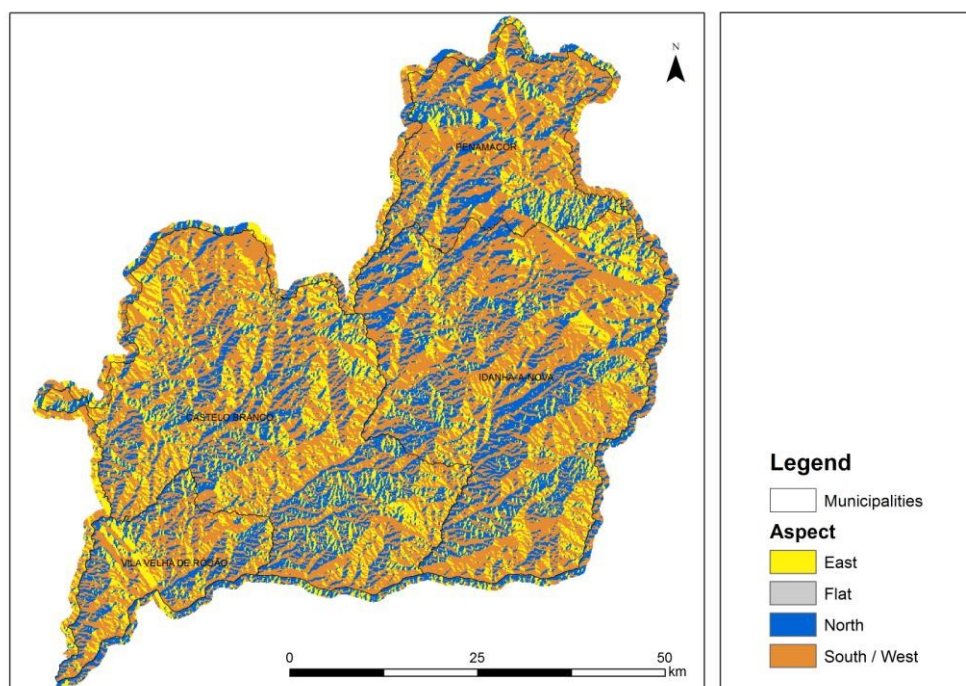 N
PENAMACOR
IDANHA-A-NOVA
CASTELO BRANCO
VILA VELHA DE RODÃO
0 25 50
km
Legend
Municipalities
Aspect
East
Flat
North
South / West